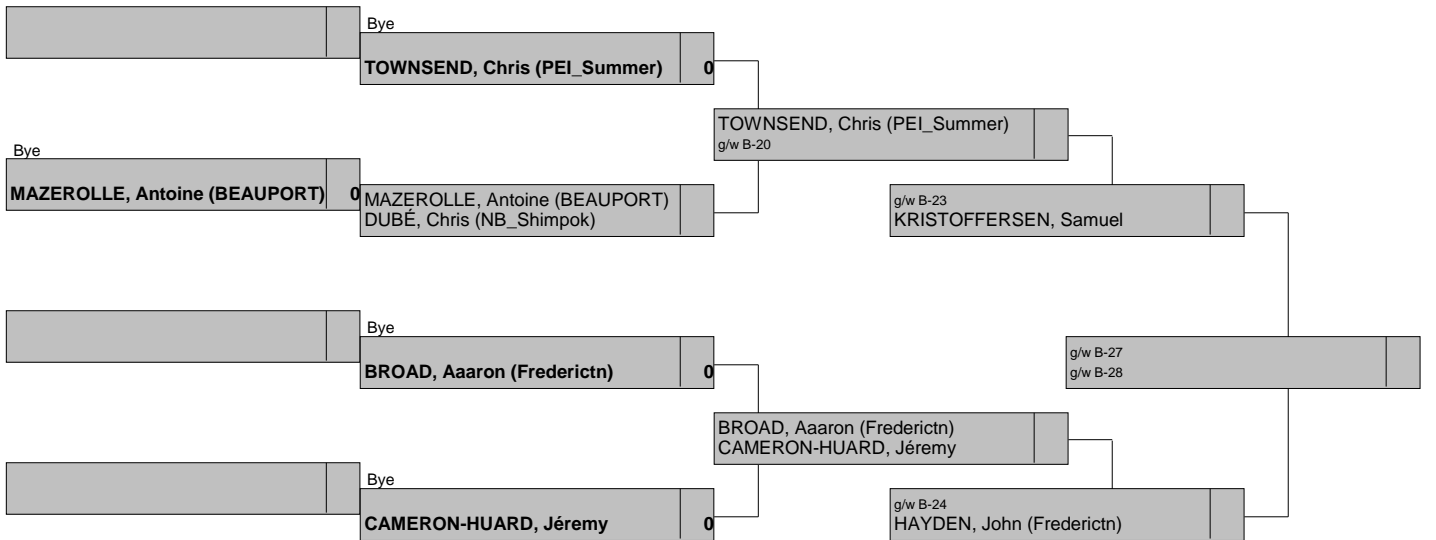 Bye
TOWNSEND, Chris (PEI_Summer) 0
TOWNSEND, Chris (PEI_Summer)
g/w B-20
Bye
MAZEROLLE, Antoine (BEAUPORT) 0
MAZEROLLE, Antoine (BEAUPORT)
DUBÉ, Chris (NB_Shimpok)
g/w B-23
KRISTOFFERSEN, Samuel
Bye
BROAD, Aaaron (Frederictn) 0
g/w B-27
g/w B-28
BROAD, Aaaron (Frederictn)
CAMERON-HUARD, Jéremy
Bye
CAMERON-HUARD, Jéremy 0
g/w B-24
HAYDEN, John (Frederictn)